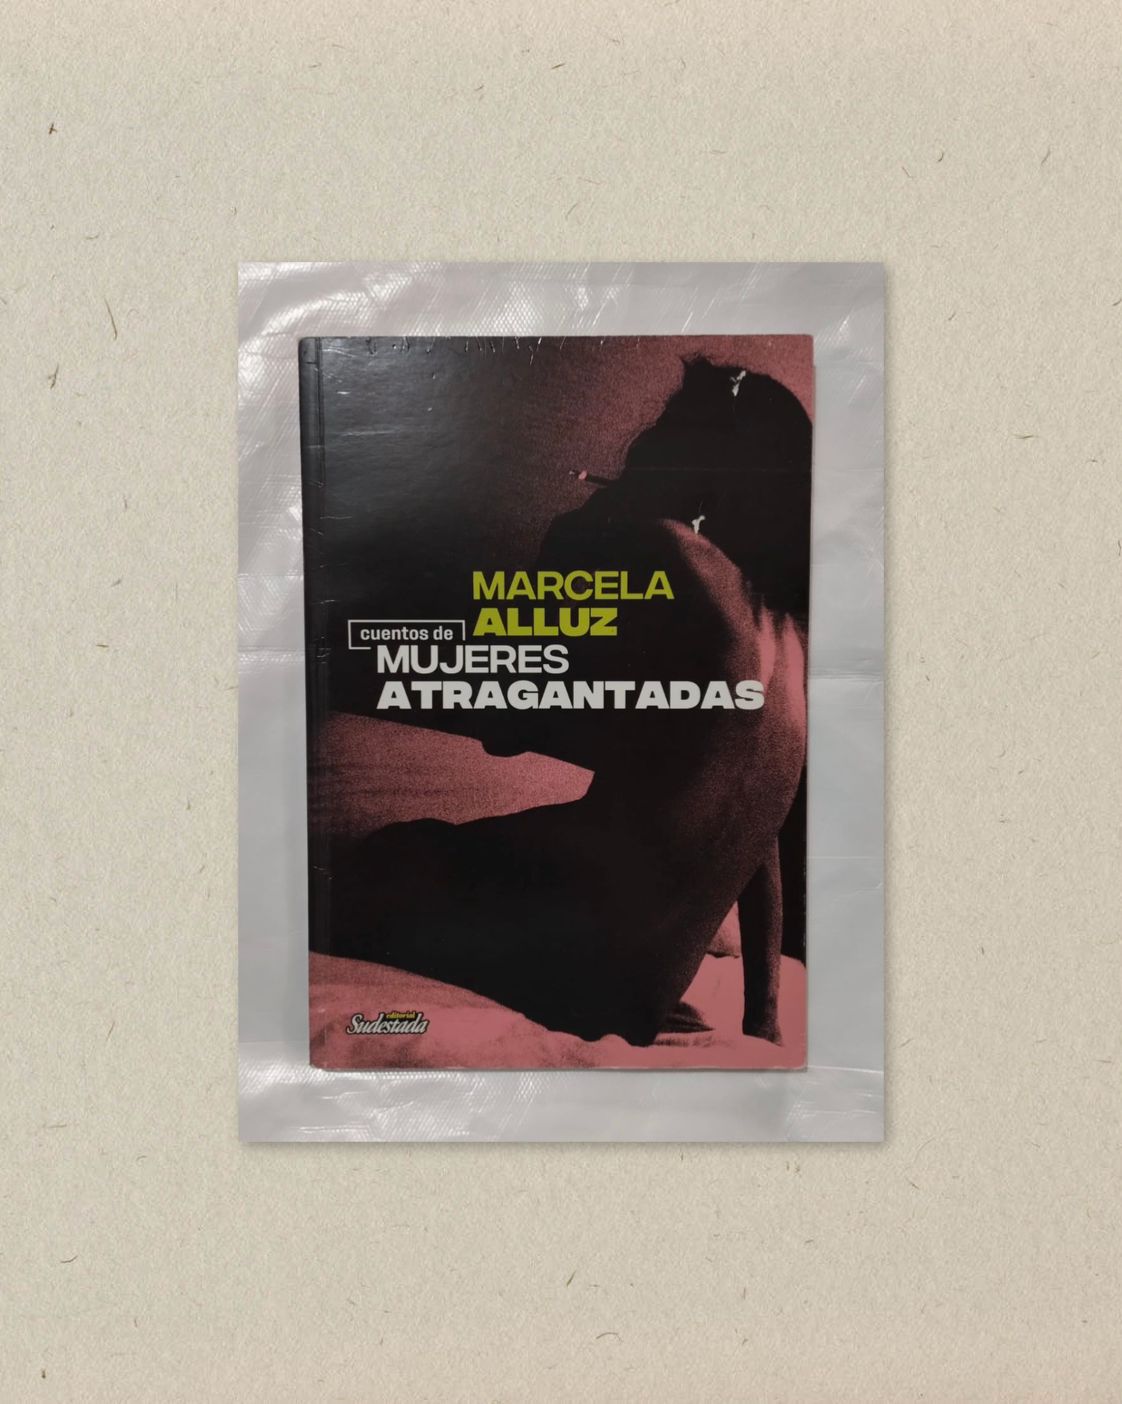 MARCELA
ALLUZ
cuentos de
MUJERES
ATRAGANTADAS
editorial
Sudestada